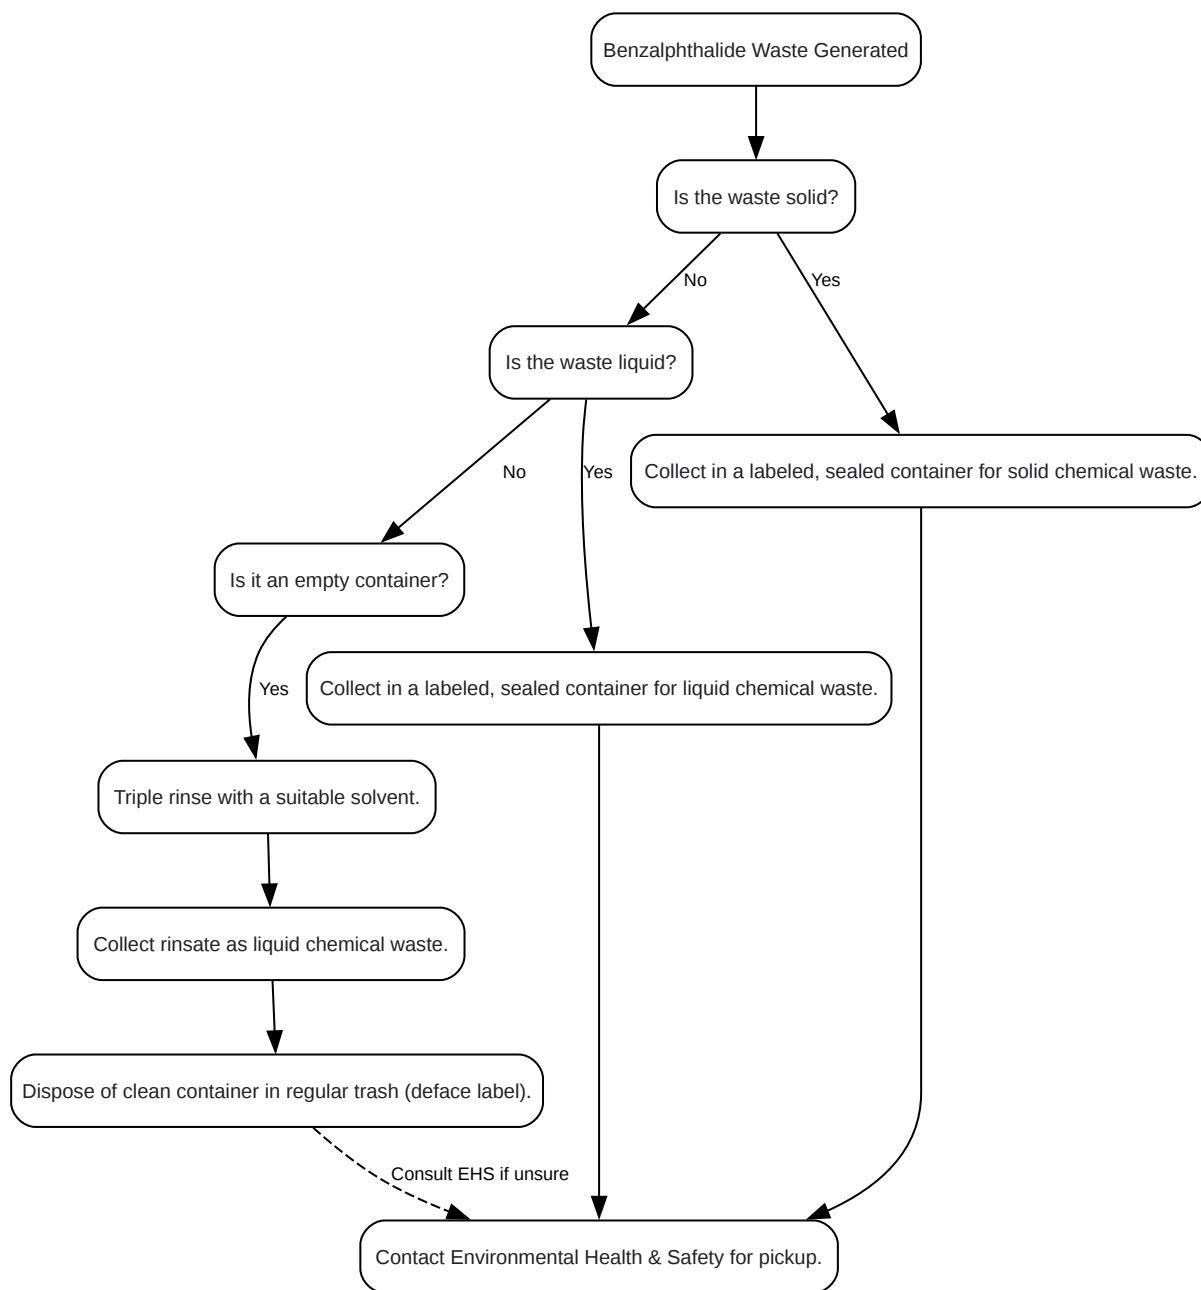 Benzalphthalide Waste Generated
Is the waste solid?
No
Yes
Is the waste liquid?
No
Yes
Collect in a labeled, sealed container for solid chemical waste.
Is it an empty container?
Yes
Collect in a labeled, sealed container for liquid chemical waste.
Triple rinse with a suitable solvent.
Collect rinsate as liquid chemical waste.
Dispose of clean container in regular trash (deface label).
Consult EHS if unsure
Contact Environmental Health & Safety for pickup.